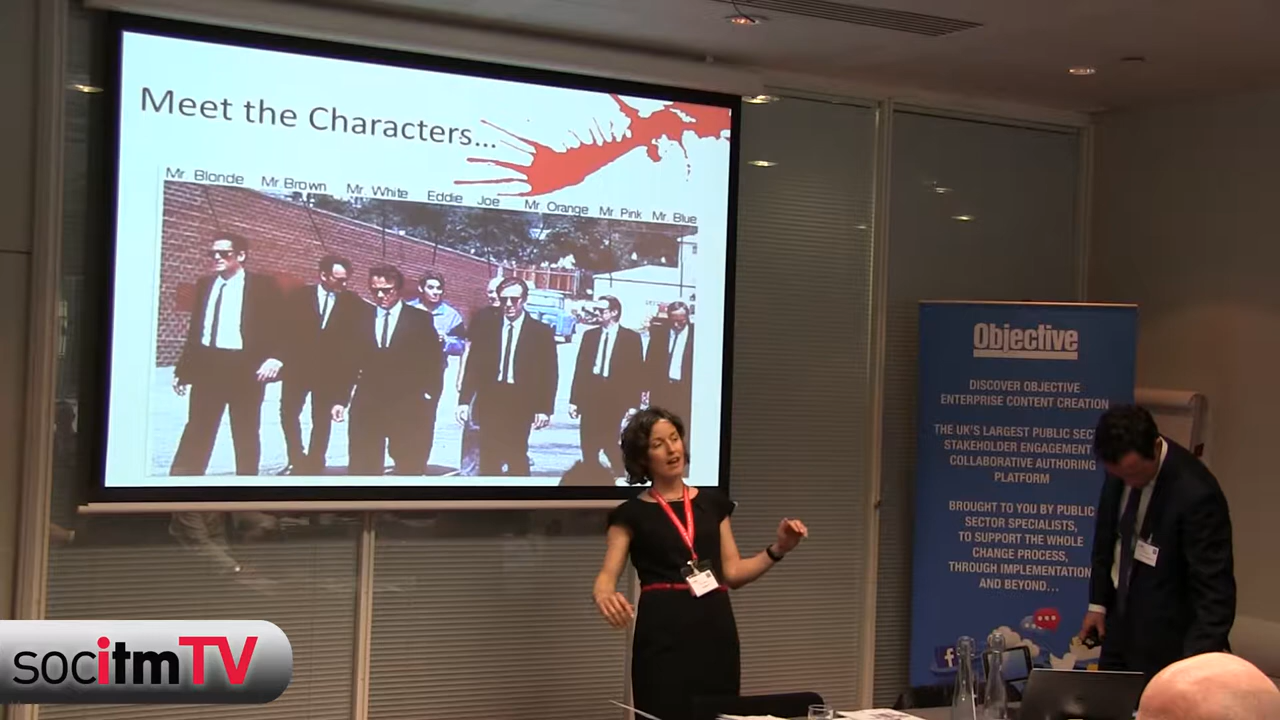 Meet the Characters...
Mr. Blonde Mr.Brown Mr. White Eddie Joe Mr. Orange Mr. Pink Mr. Blue
Objective
DISCOVER OBJECTIVE
ENTERPRISE CONTENT CREATION
THE UK'S LARGEST PUBLIC SEC
STAKEHOLDER ENGAGEMENT
COLLABORATIVE AUTHORING
PLATFORM
BROUGHT TO YOU BY PUBLIC
SECTOR SPECIALISTS,
TO SUPPORT THE WHOLE
CHANGE PROCESS,
THROUGH IMPLEMENTATION
AND BEYOND...
f
socitmTV